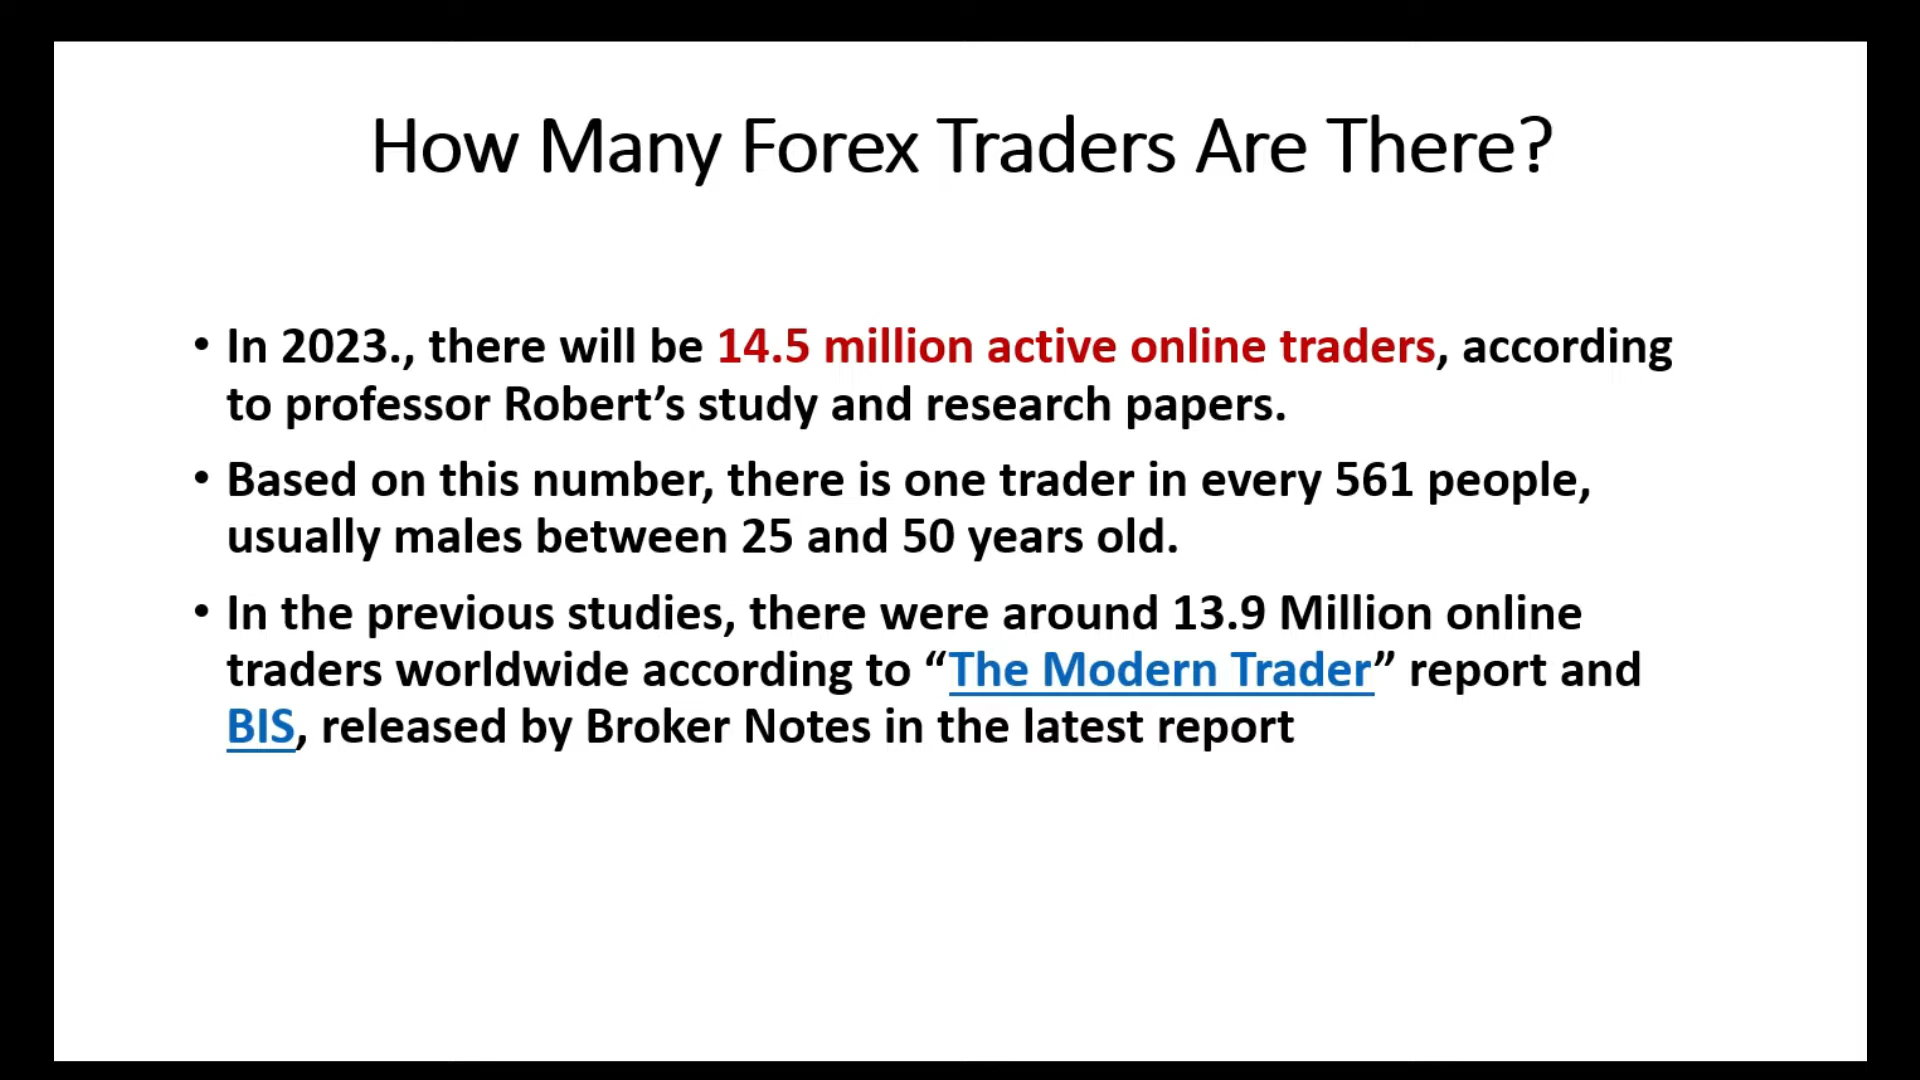 How Many Forex Traders Are There?
• In 2023., there will be 14.5 million active online traders, according
to professor Robert’s study and research papers.
• Based on this number, there is one trader in every 561 people,
usually males between 25 and 50 years old.
• In the previous studies, there were around 13.9 Million online
traders worldwide according to “The Modern Trader” report and
BIS, released by Broker Notes in the latest report